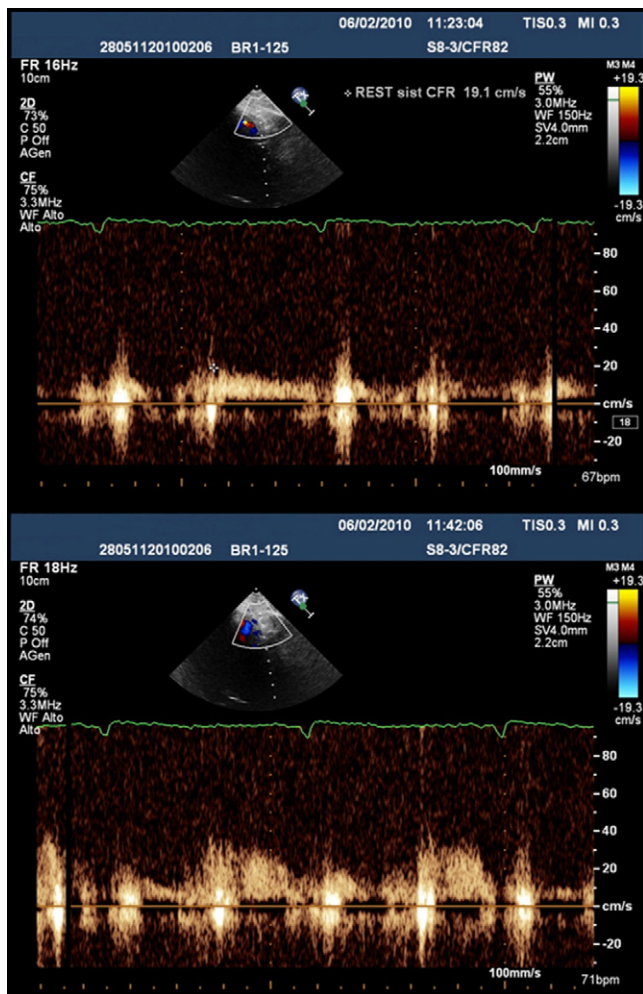 06/02/2010 11:23:04 TIS0.3 MI 0.3
28051120100206 BR1-125 S8-3/CFR82
FR 16Hz
10cm
2D
73%
C 50
P Off
AGen
CF
75%
3.3MHz
WF Alto
Alto
REST sist CFR 19.1 cm/s
PW
55%
3.0MHz
WF 150Hz
SV4.0mm
2.2cm
M3 M4
+19.3
-19.3
cm/s
80
60
40
20
cm/s
18
-20
100mm/s
67bpm
06/02/2010 11:42:06 TIS0.3 MI 0.3
28051120100206 BR1-125 S8-3/CFR82
FR 18Hz
10cm
2D
74%
C 50
P Off
AGen
CF
75%
3.3MHz
WF Alto
Alto
PW
55%
3.0MHz
WF 150Hz
SV4.0mm
2.2cm
M3 M4
+19.3
-19.3
cm/s
80
60
40
20
cm/s
-20
100mm/s
71bpm